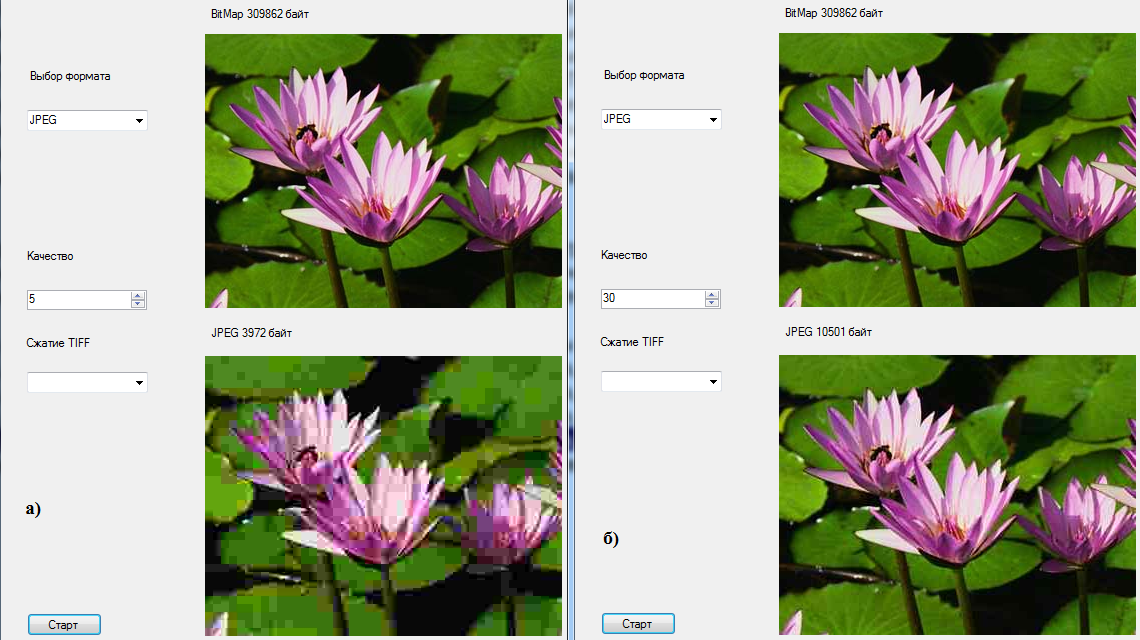 BitMap 309862 байт
Выбор формата
JPEG
Качество
5
JPEG 3972 байт
Сжатие TIFF
а)
Старт
BitMap 309862 байт
Выбор формата
JPEG
Качество
30
JPEG 10501 байт
Сжатие TIFF
б)
Старт